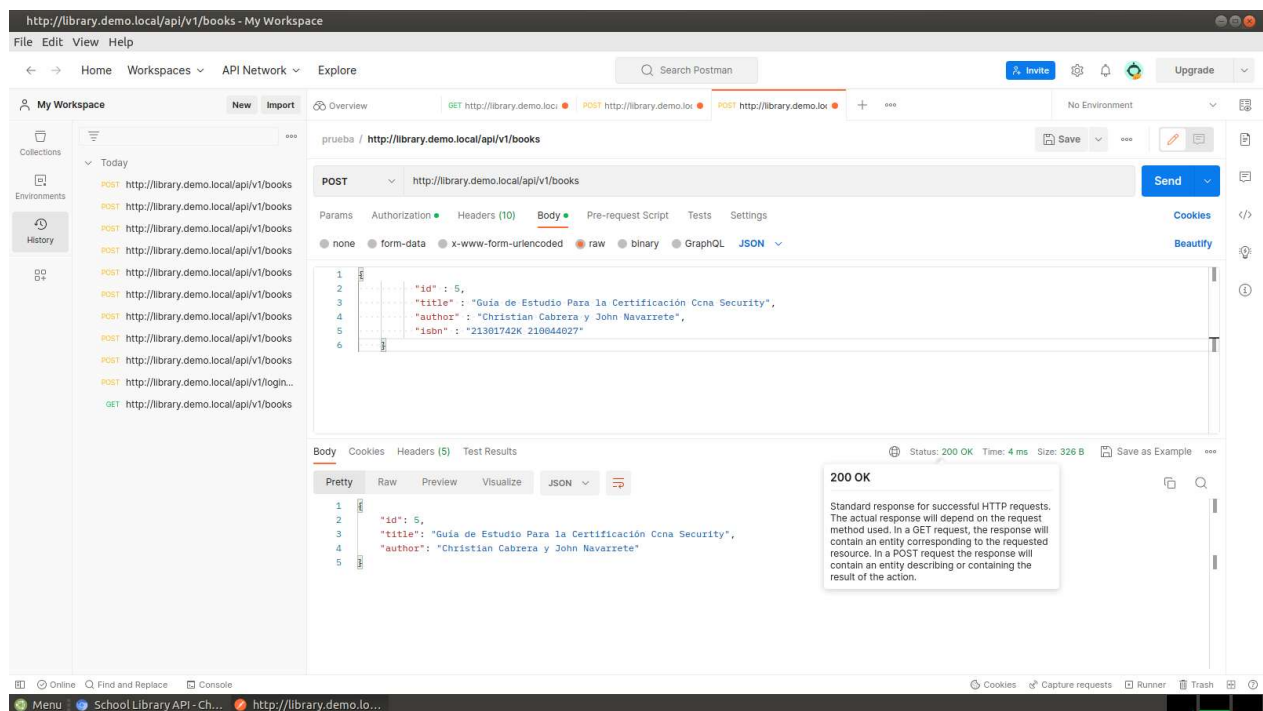 http://library.demo.local/api/v1/books - My Workspace
File Edit View Help
Home Workspaces API Network Explore
Search Postman
Invite
Upgrade
My Workspace
New Import
Overview
GET http://library.demo.loc
POST http://library.demo.lo
POST http://library.demo.lo
No Environment
Collections
Environments
History
Today
POST http://library.demo.local/api/v1/books
POST http://library.demo.local/api/v1/books
POST http://library.demo.local/api/v1/books
POST http://library.demo.local/api/v1/books
POST http://library.demo.local/api/v1/books
POST http://library.demo.local/api/v1/books
POST http://library.demo.local/api/v1/books
POST http://library.demo.local/api/v1/books
POST http://library.demo.local/api/v1/books
POST http://library.demo.local/api/v1/login...
GET http://library.demo.local/api/v1/books
prueba / http://library.demo.local/api/v1/books
Save
POST http://library.demo.local/api/v1/books
Send
Params Authorization Headers (10) Body Pre-request Script Tests Settings
Cookies
none form-data x-www-form-urlencoded raw binary GraphQL JSON
Beautify
1 {
2 "id" : 5,
3 "title" : "Guía de Estudio Para la Certificación Ccna Security",
4 "author" : "Christian Cabrera y John Navarrete",
5 "isbn" : "21301742K 210044027"
6 }
Body Cookies Headers (5) Test Results
Status: 200 OK Time: 4 ms Size: 326 B Save as Example
Pretty Raw Preview Visualize JSON
1 {
2 "id": 5,
3 "title": "Guía de Estudio Para la Certificación Ccna Security",
4 "author": "Christian Cabrera y John Navarrete"
5 }
200 OK
Standard response for successful HTTP requests.
The actual response will depend on the request
method used. In a GET request, the response will
contain an entity corresponding to the requested
resource. In a POST request the response will
contain an entity describing or containing the
result of the action.
Online Find and Replace Console
Cookies Capture requests Runner Trash
Menu School Library API - Ch... http://library.demo.lo...